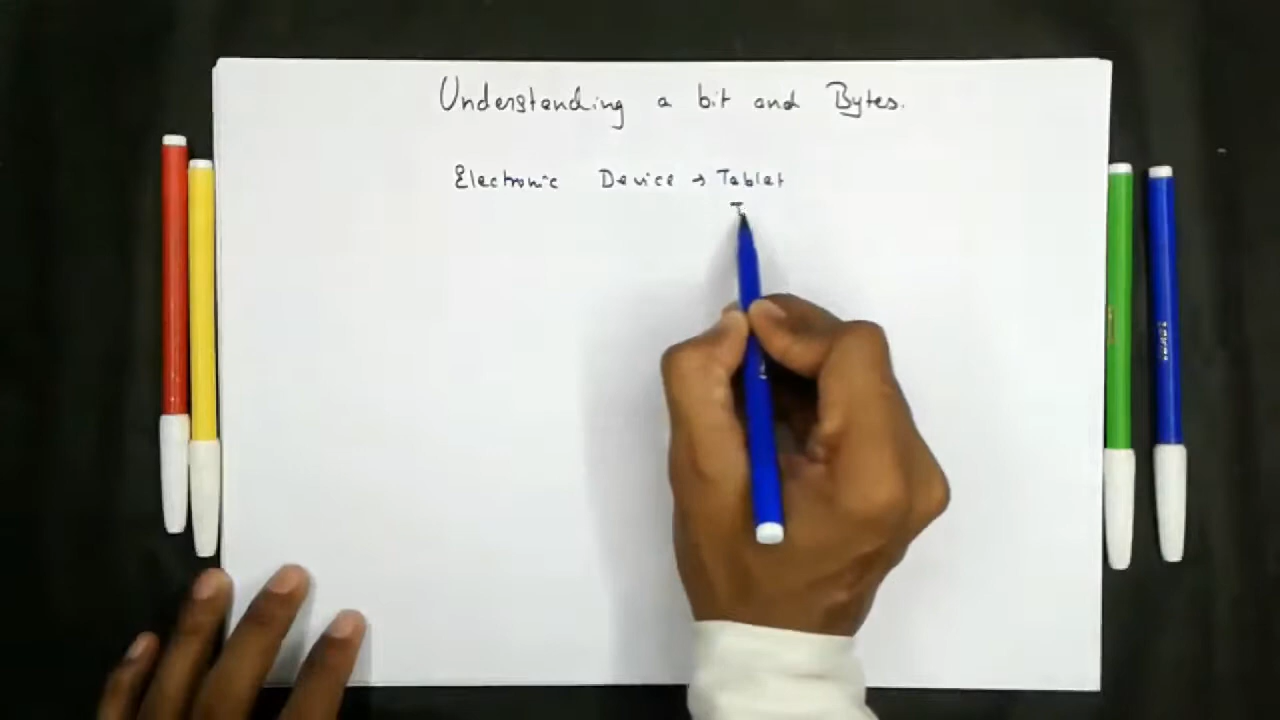 Understanding a bit and Bytes.
Electronic Device → Tablet
T